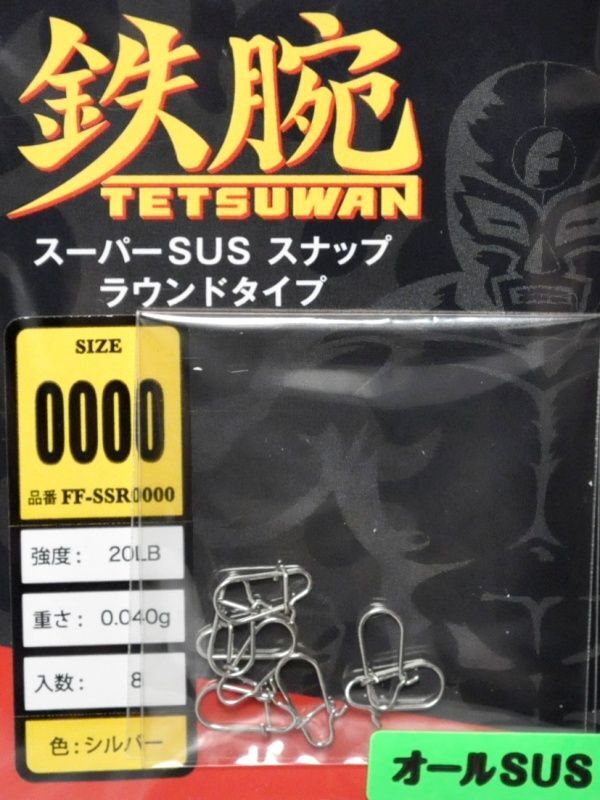 鉄腕
TETSUWAN
スーパーSUS スナップ
ラウンドタイプ
F
SIZE
0000
品番 FF-SSR0000
強度: 20LB
重さ: 0.040g
入数: 8
色:シルバー
オールSUS